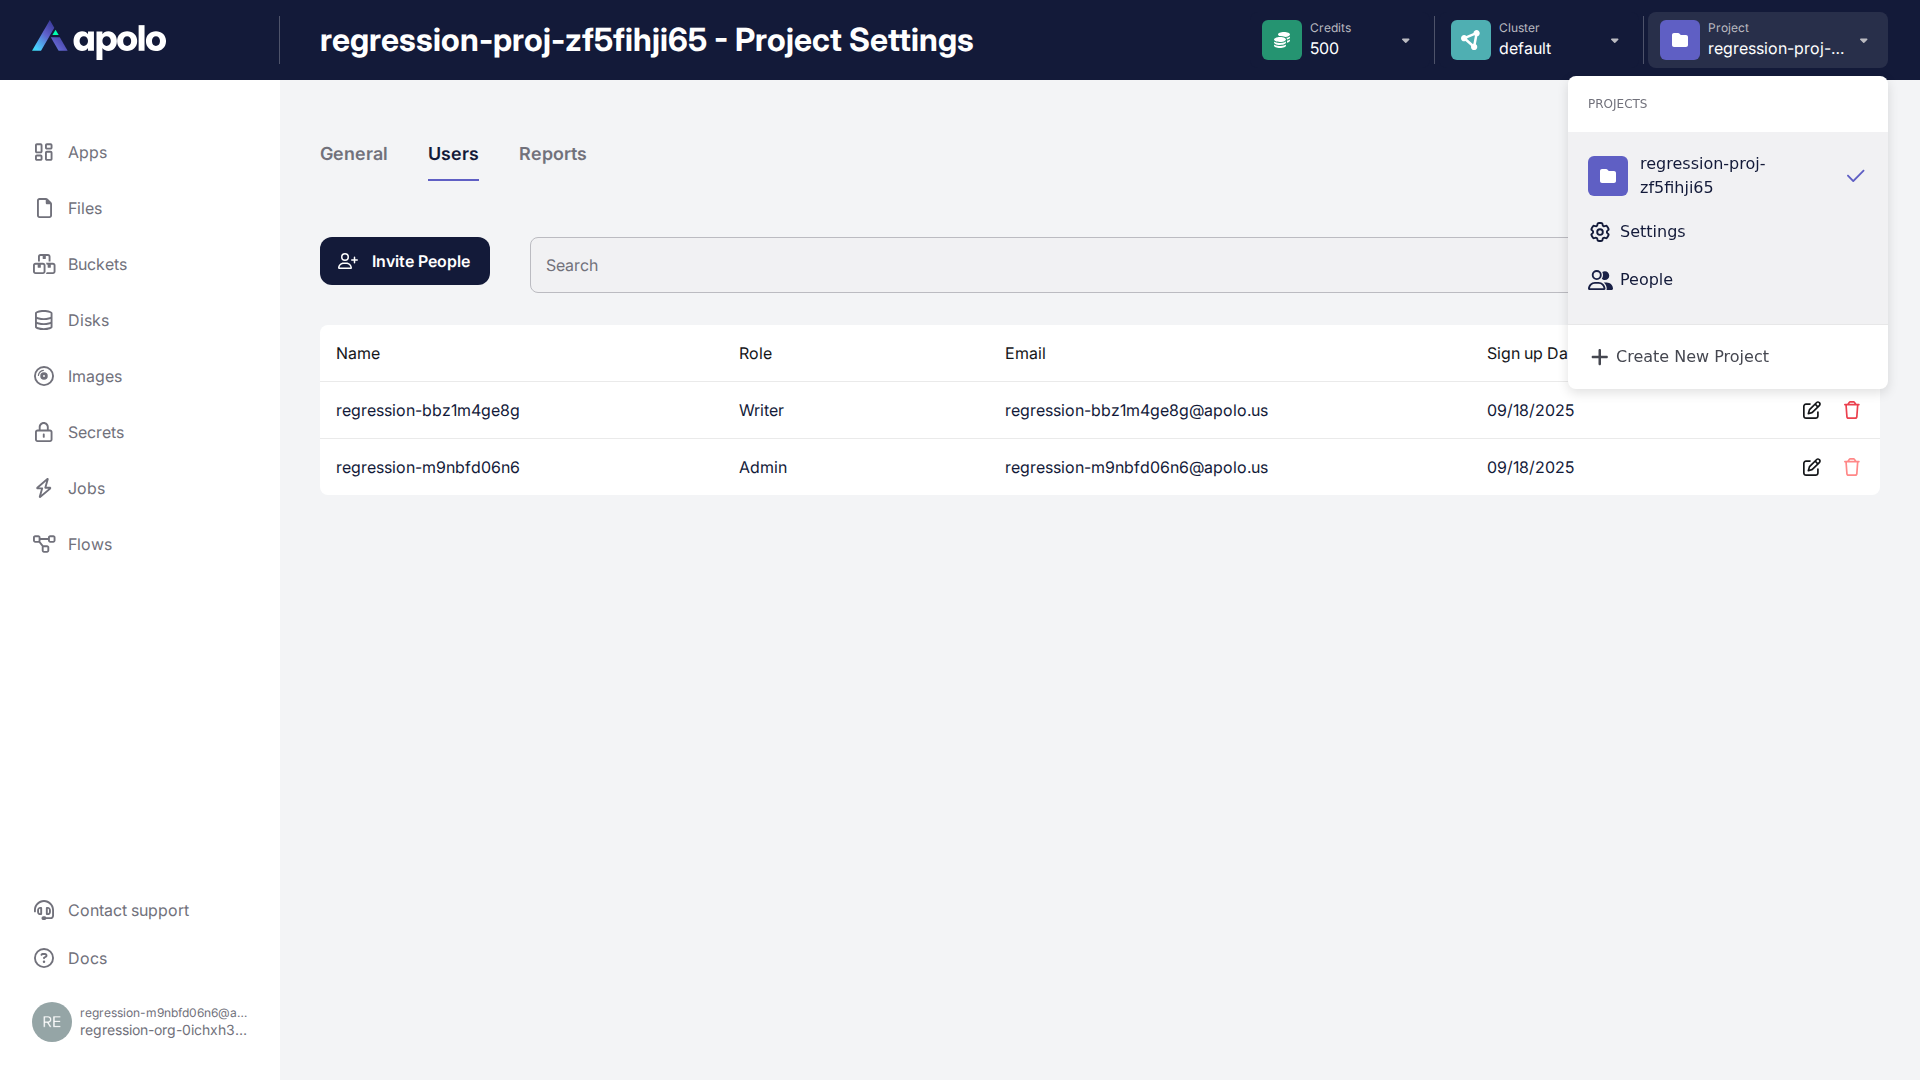 apolo
regression-proj-zf5fihji65 - Project Settings
Credits
500
Cluster
default
Project
regression-proj-...
PROJECTS
regression-proj-
zf5fihji65
Settings
People
Create New Project
Apps
Files
Buckets
Disks
Images
Secrets
Jobs
Flows
Contact support
Docs
RE
regression-m9nbfd06n6@a...
regression-org-0ichxh3...
General Users Reports
Invite People
Search
Name Role Email Sign up Da
regression-bbz1m4ge8g Writer regression-bbz1m4ge8g@apolo.us 09/18/2025
regression-m9nbfd06n6 Admin regression-m9nbfd06n6@apolo.us 09/18/2025